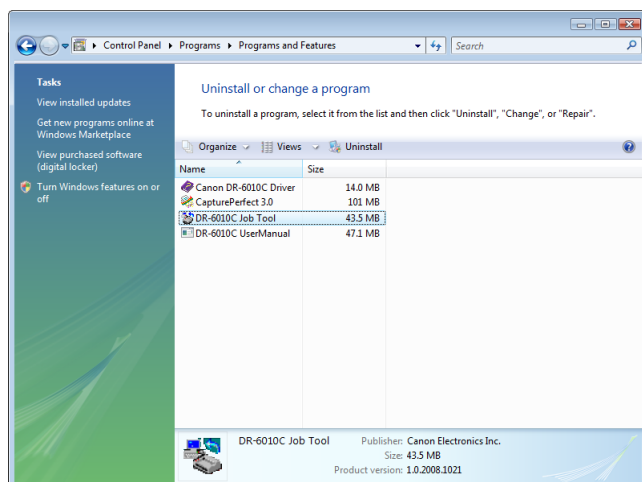 Control Panel ▸ Programs ▸ Programs and Features
Search
Tasks
View installed updates
Get new programs online at
Windows Marketplace
View purchased software
(digital locker)
Turn Windows features on or
off
Uninstall or change a program
To uninstall a program, select it from the list and then click "Uninstall", "Change", or "Repair".
Organize Views Uninstall
Name Size
Canon DR-6010C Driver 14.0 MB
CapturePerfect 3.0 101 MB
DR-6010C Job Tool 43.5 MB
DR-6010C UserManual 47.1 MB
DR-6010C Job Tool Publisher: Canon Electronics Inc.
Size: 43.5 MB
Product version: 1.0.2008.1021